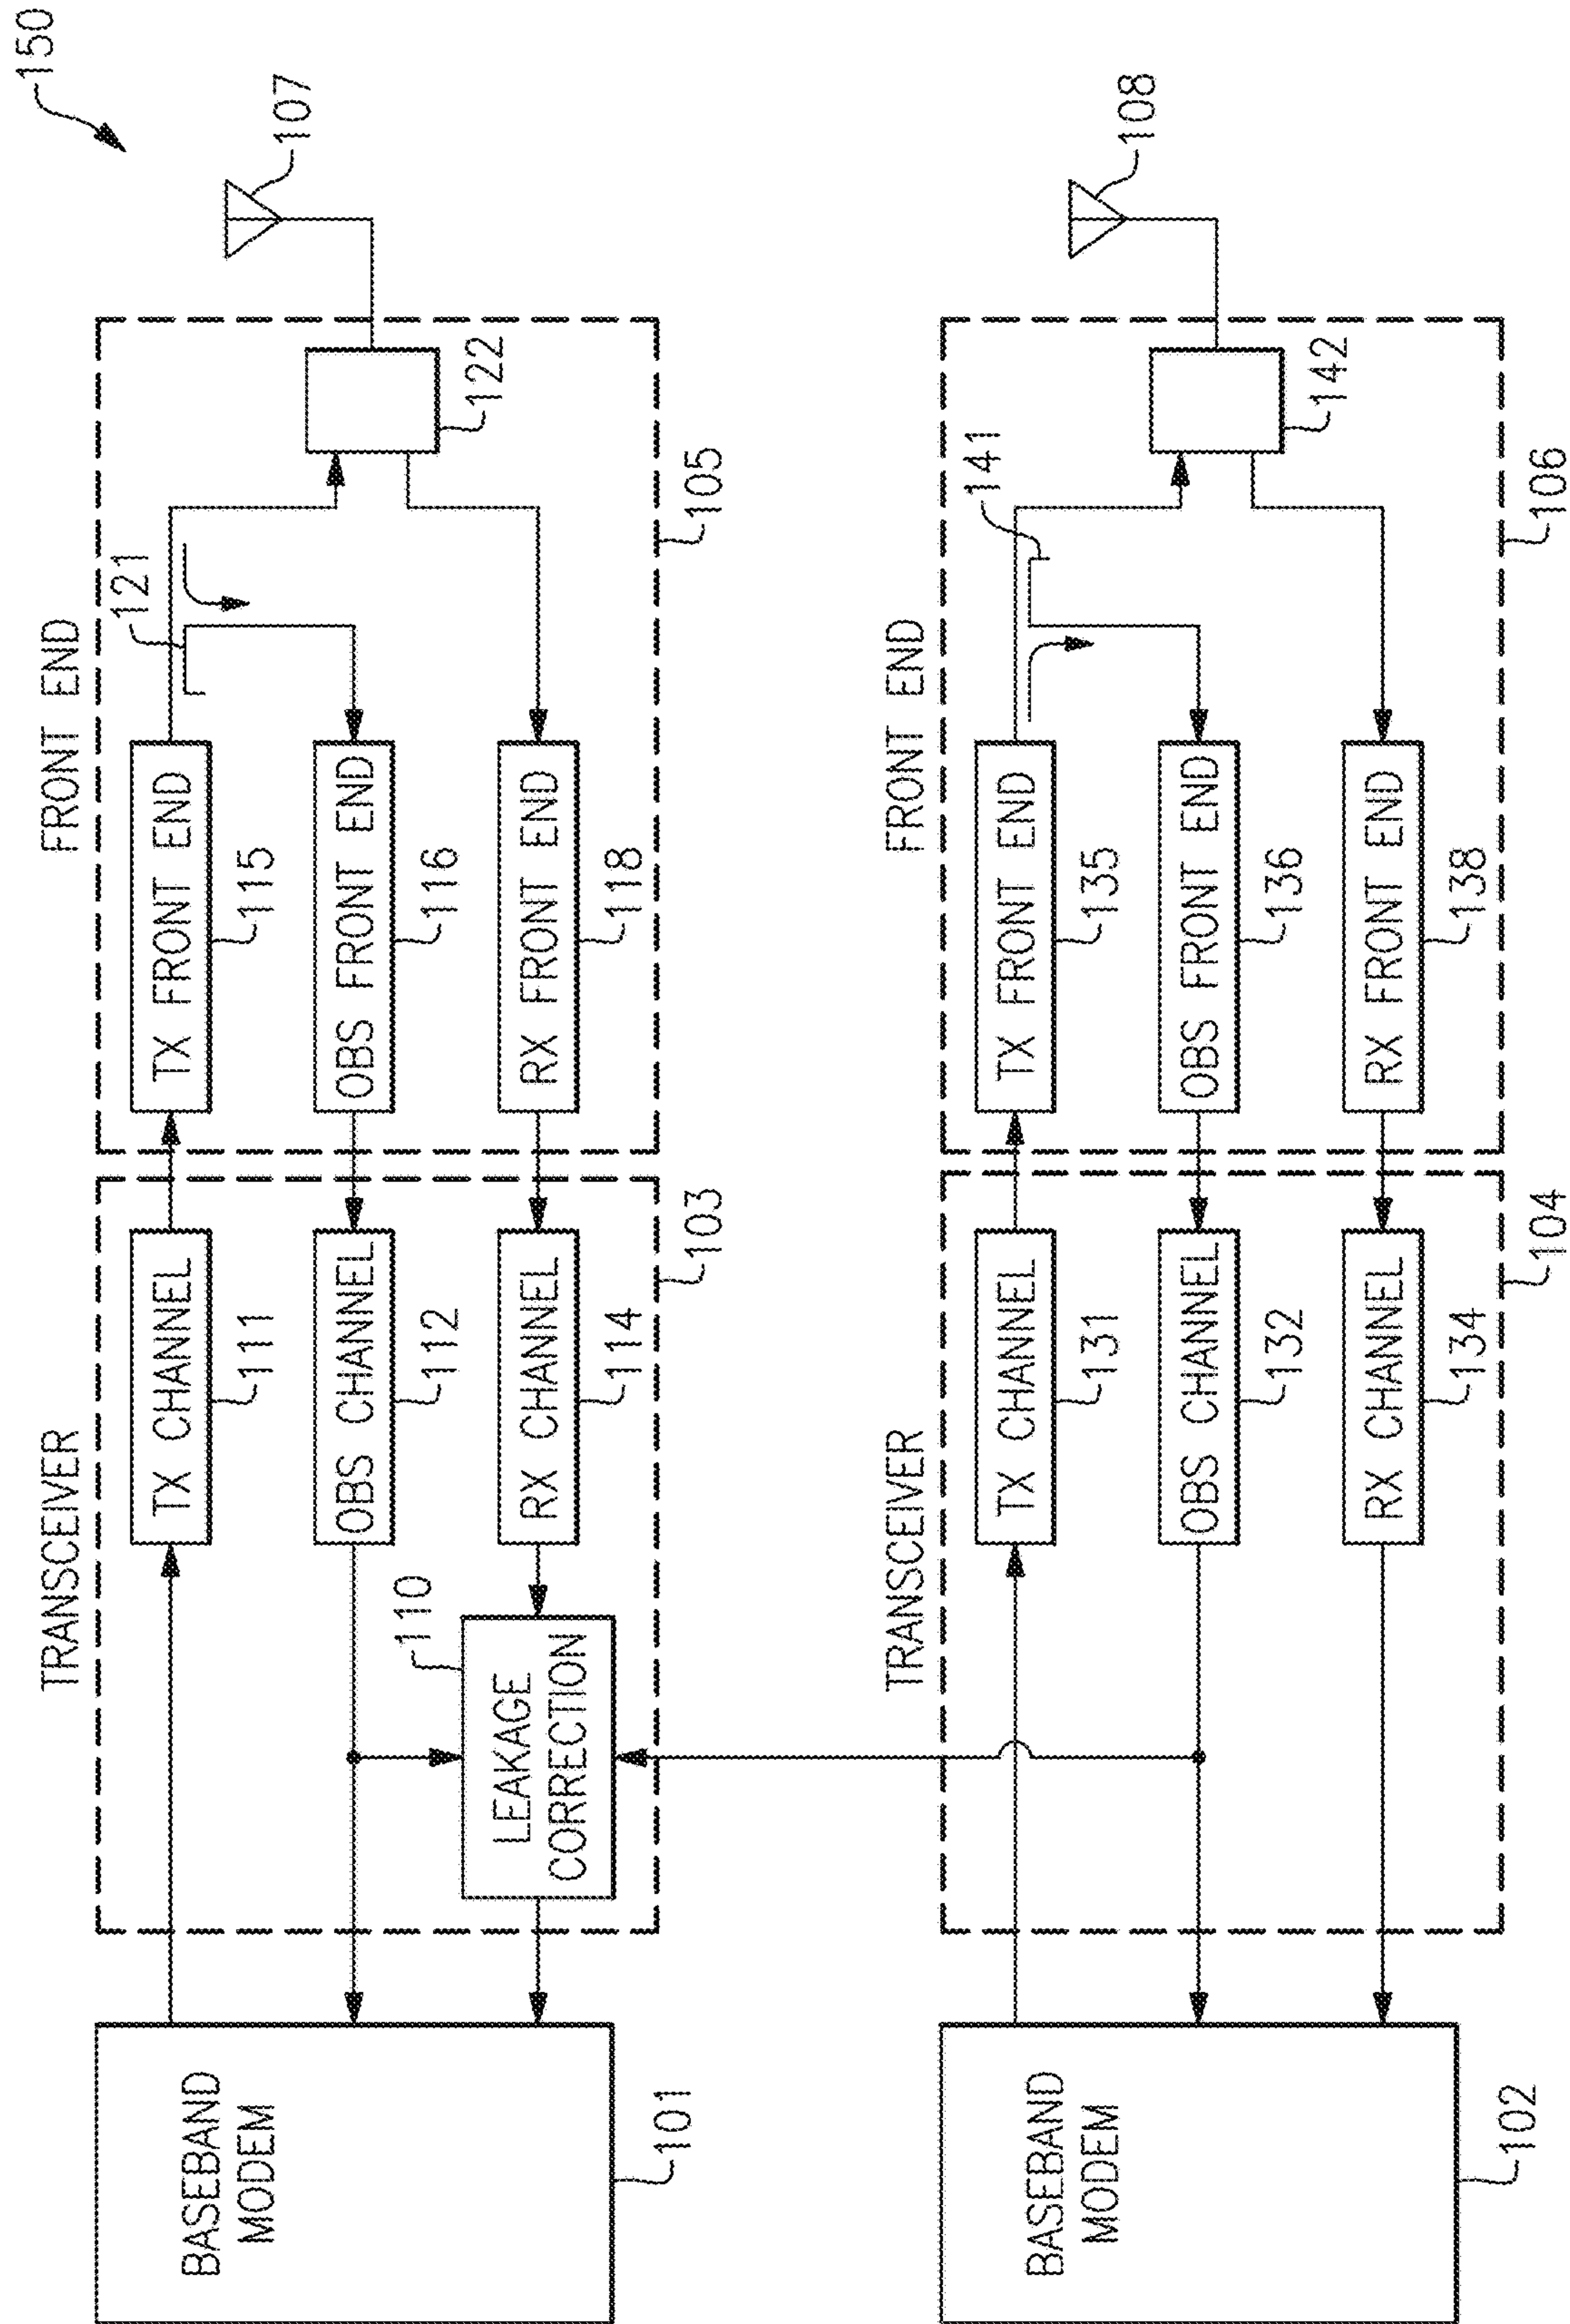 150
TRANSCEIVER
FRONT END
BASEBAND
MODEM
101
TX CHANNEL
111
OBS CHANNEL
112
RX CHANNEL
114
LEAKAGE
CORRECTION
110
103
TX FRONT END
115
OBS FRONT END
116
RX FRONT END
118
121
122
105
107
TRANSCEIVER
FRONT END
BASEBAND
MODEM
102
TX CHANNEL
131
OBS CHANNEL
132
RX CHANNEL
134
104
TX FRONT END
135
OBS FRONT END
136
RX FRONT END
138
141
142
106
108